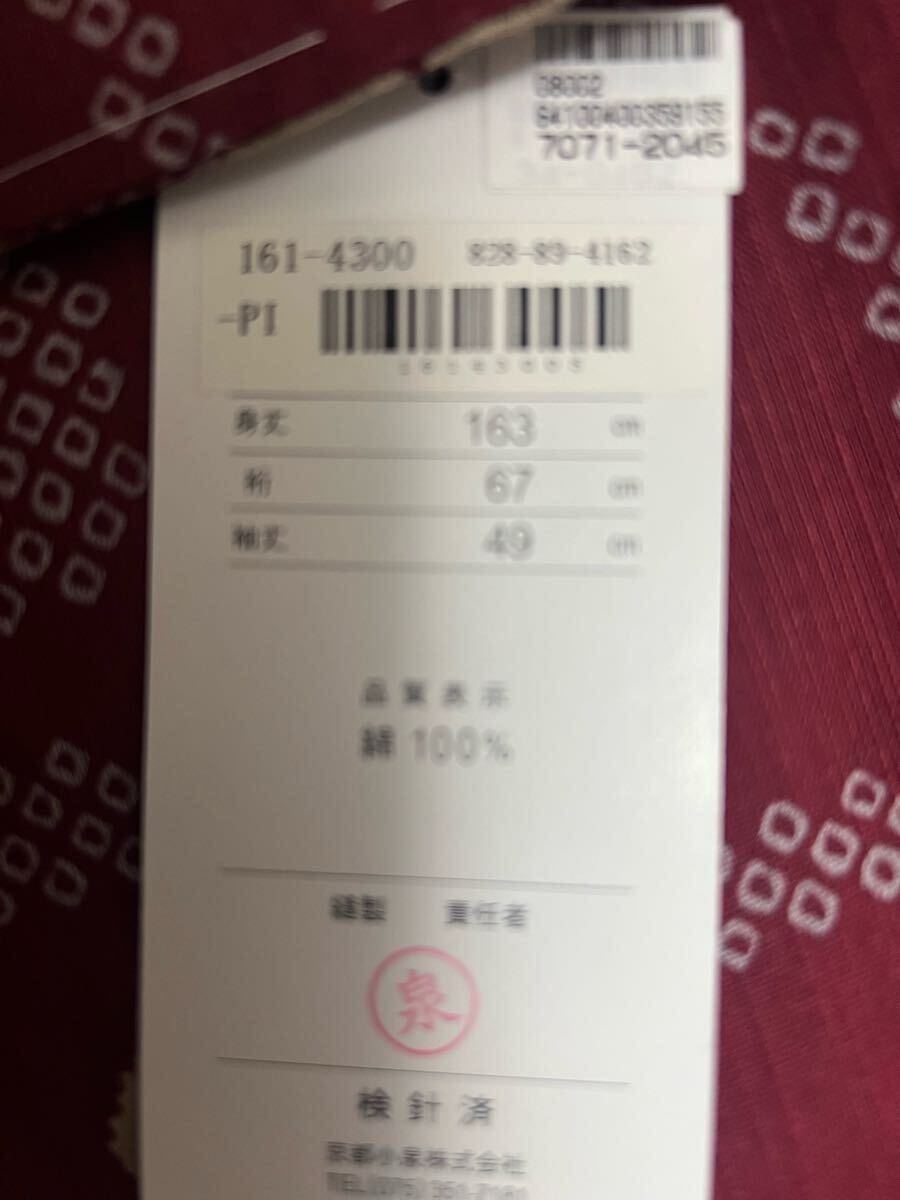 08002
7071-2045
161-4300 828-89-4162
-PI
身丈 163 cm
裄 67 cm
袖丈 49 cm
品質表示
綿 100%
縫製 責任者
泉
検針済
京都小泉株式会社